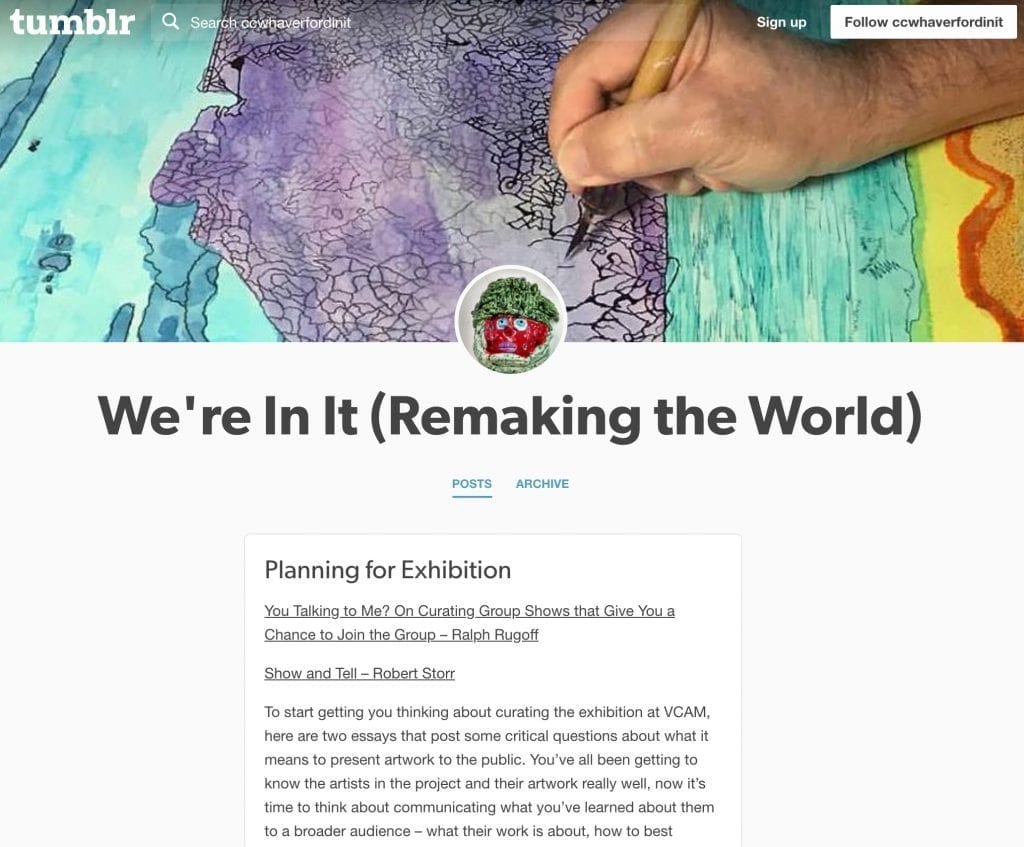 tumblr
Search ccwhaverfordinit
Sign up
Follow ccwhaverfordinit
We're In It (Remaking the World)
POSTS
ARCHIVE
Planning for Exhibition
You Talking to Me? On Curating Group Shows that Give You a
Chance to Join the Group – Ralph Rugoff
Show and Tell – Robert Storr
To start getting you thinking about curating the exhibition at VCAM,
here are two essays that post some critical questions about what it
means to present artwork to the public. You’ve all been getting to
know the artists in the project and their artwork really well, now it’s
time to think about communicating what you’ve learned about them
to a broader audience – what their work is about, how to best